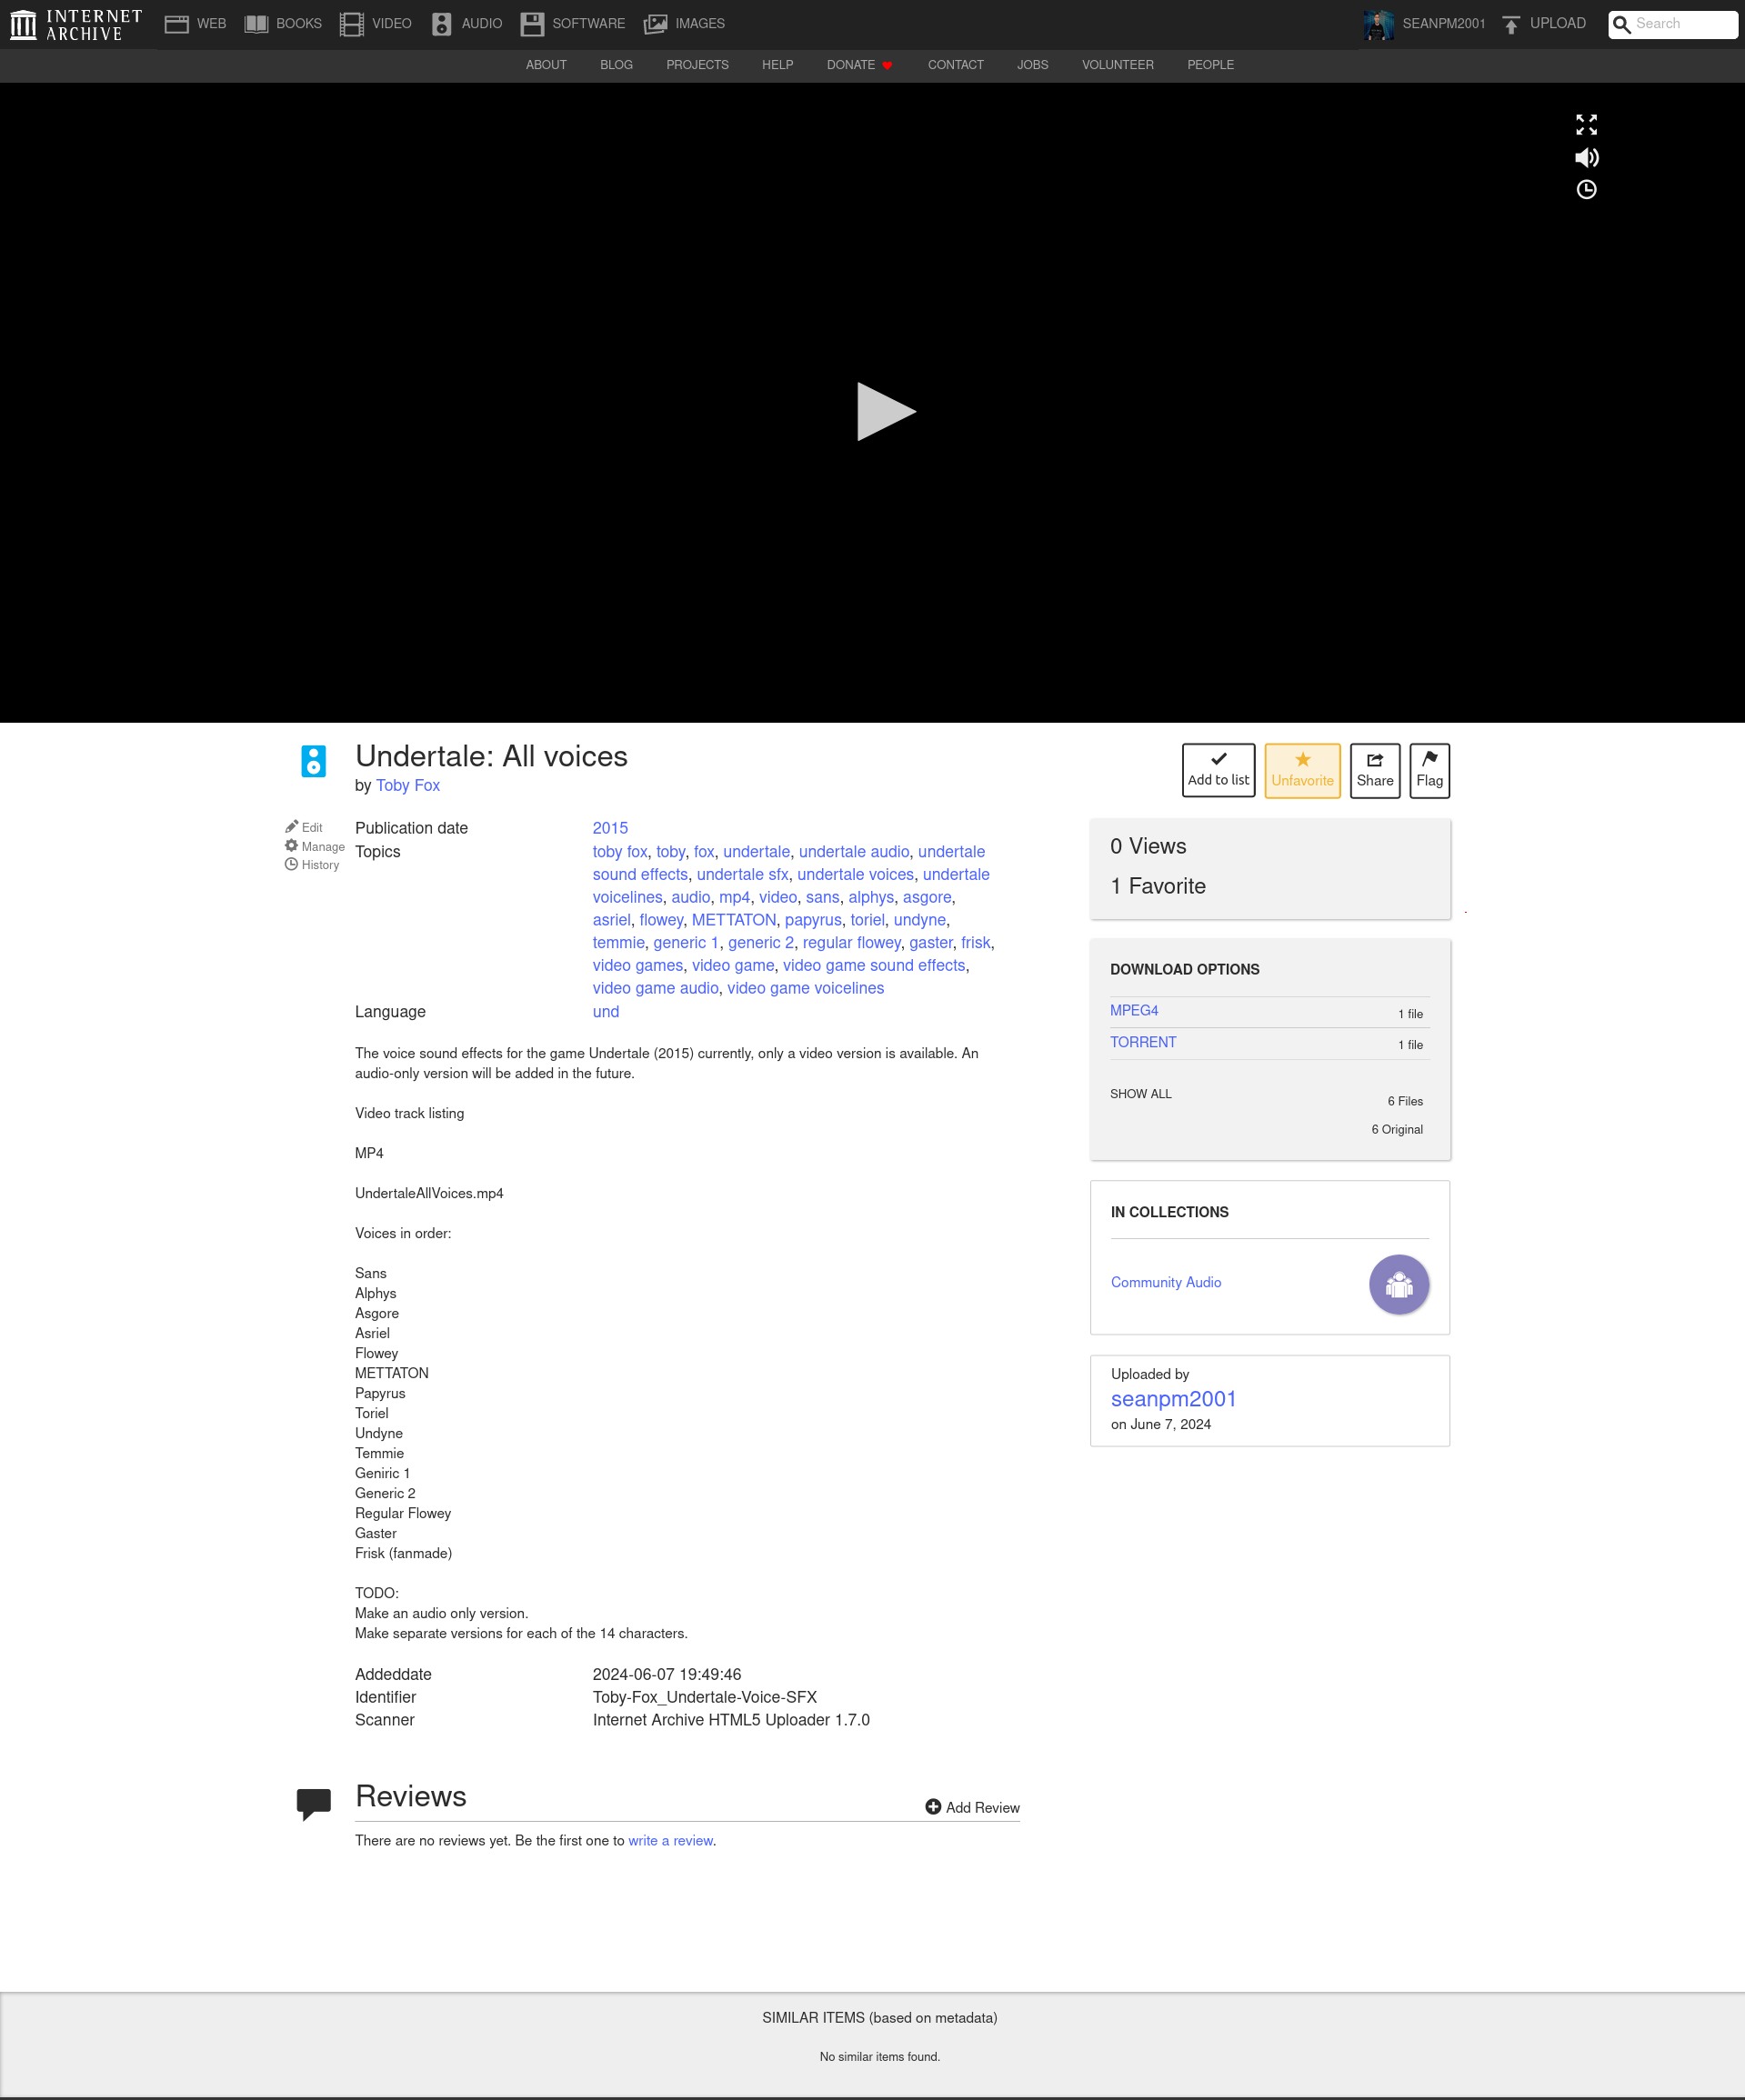 INTERNET ARCHIVE
WEB
BOOKS
VIDEO
AUDIO
SOFTWARE
IMAGES
SEANPM2001
UPLOAD
Search
ABOUT
BLOG
PROJECTS
HELP
DONATE
CONTACT
JOBS
VOLUNTEER
PEOPLE
Undertale: All voices
by Toby Fox
Add to list
Unfavorite
Share
Flag
Edit
Manage
History
Publication date 2015
Topics toby fox, toby, fox, undertale, undertale audio, undertale
sound effects, undertale sfx, undertale voices, undertale
voicelines, audio, mp4, video, sans, alphys, asgore,
asriel, flowey, METTATON, papyrus, toriel, undyne,
temmie, generic 1, generic 2, regular flowey, gaster, frisk,
video games, video game, video game sound effects,
video game audio, video game voicelines
Language und
The voice sound effects for the game Undertale (2015) currently, only a video version is available. An
audio-only version will be added in the future.
Video track listing
MP4
UndertaleAllVoices.mp4
Voices in order:
Sans
Alphys
Asgore
Asriel
Flowey
METTATON
Papyrus
Toriel
Undyne
Temmie
Geniric 1
Generic 2
Regular Flowey
Gaster
Frisk (fanmade)
TODO:
Make an audio only version.
Make separate versions for each of the 14 characters.
Addeddate 2024-06-07 19:49:46
Identifier Toby-Fox_Undertale-Voice-SFX
Scanner Internet Archive HTML5 Uploader 1.7.0
0 Views
1 Favorite
DOWNLOAD OPTIONS
MPEG4 1 file
TORRENT 1 file
SHOW ALL 6 Files
6 Original
IN COLLECTIONS
Community Audio
Uploaded by
seanpm2001
on June 7, 2024
Reviews
Add Review
There are no reviews yet. Be the first one to write a review.
SIMILAR ITEMS (based on metadata)
No similar items found.